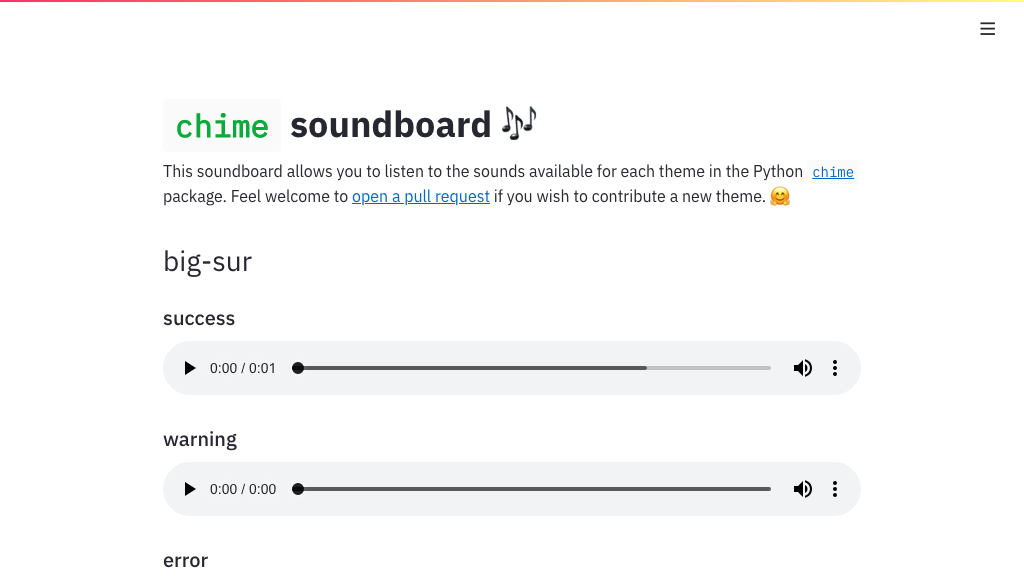 chime soundboard 🎶
This soundboard allows you to listen to the sounds available for each theme in the Python chime
package. Feel welcome to open a pull request if you wish to contribute a new theme. 🤗
big-sur
success
0:00 / 0:01
warning
0:00 / 0:00
error